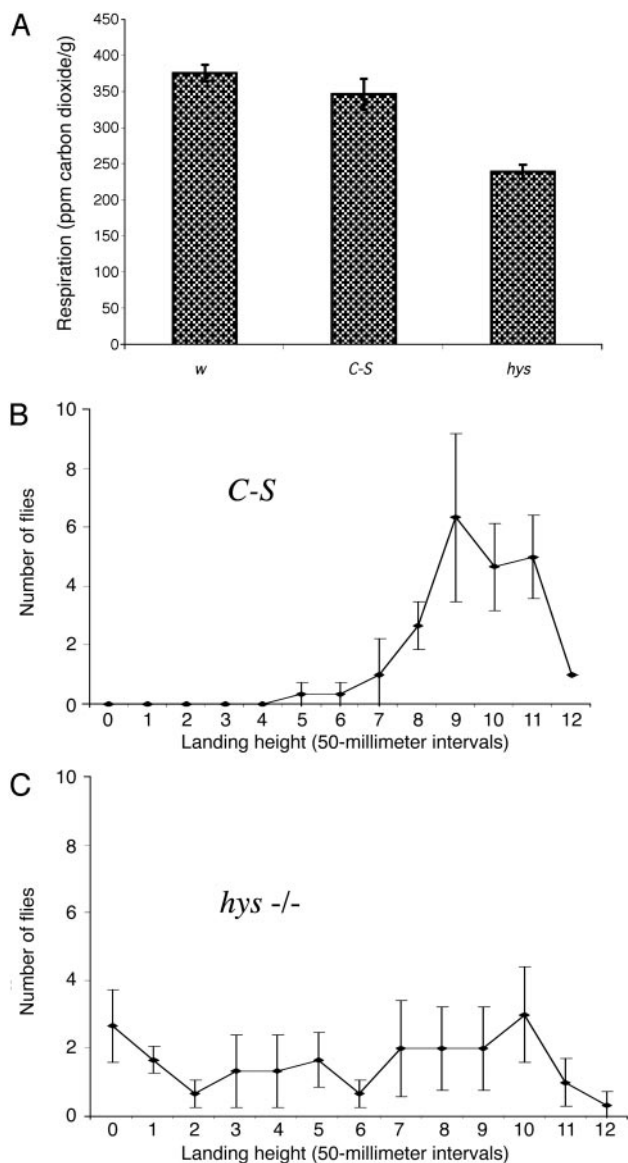 A
450
400
350
300
250
200
150
100
50
0
Respiration (ppm carbon dioxide/g)
w C-S hys
B
10
8
6
4
2
0
Number of flies
C-S
0 1 2 3 4 5 6 7 8 9 10 11 12
Landing height (50-millimeter intervals)
C
10
8
6
4
2
0
Number of flies
hys -/-
0 1 2 3 4 5 6 7 8 9 10 11 12
Landing height (50-millimeter intervals)